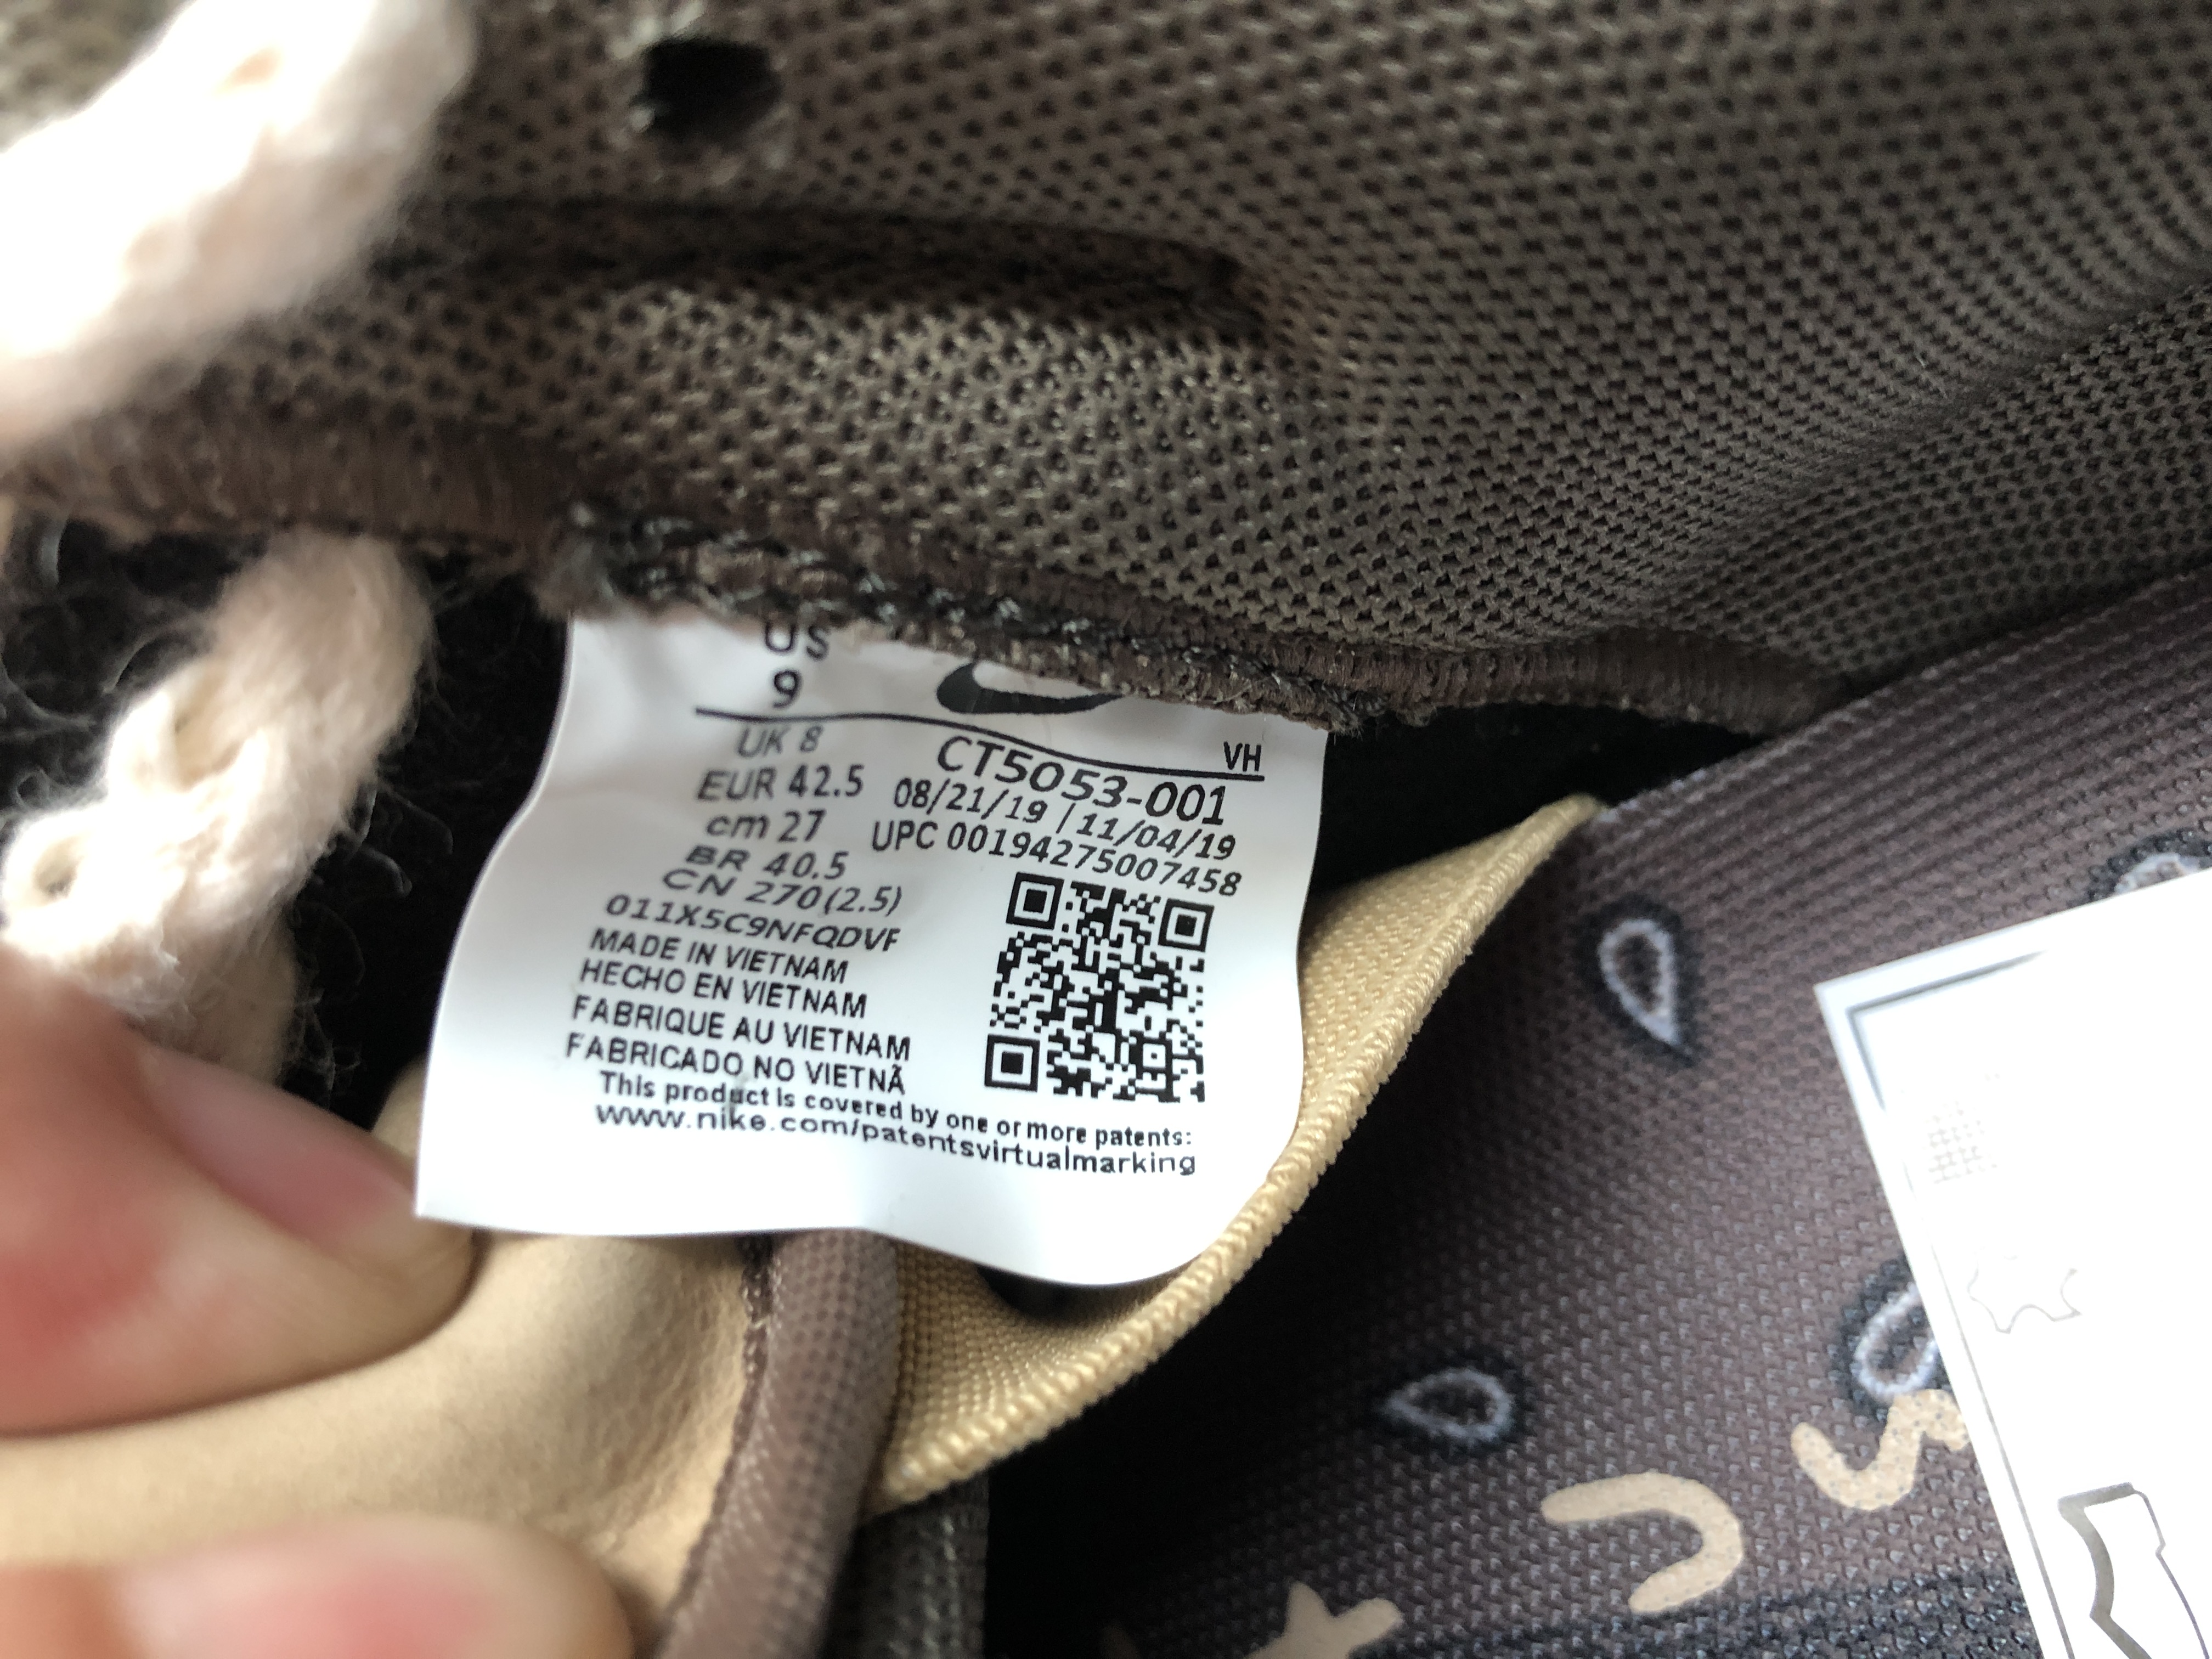 US
9
UK 8
EUR 42.5
cm 27
BR 40.5
CN 270(2.5)
011X5C9NFQDVF
VH
CT5053-001
08/21/19 | 11/04/19
UPC 00194275007458
MADE IN VIETNAM
HECHO EN VIETNAM
FABRIQUE AU VIETNAM
FABRICADO NO VIETNÃ
This product is covered by one or more patents:
www.nike.com/patentsvirtualmarking